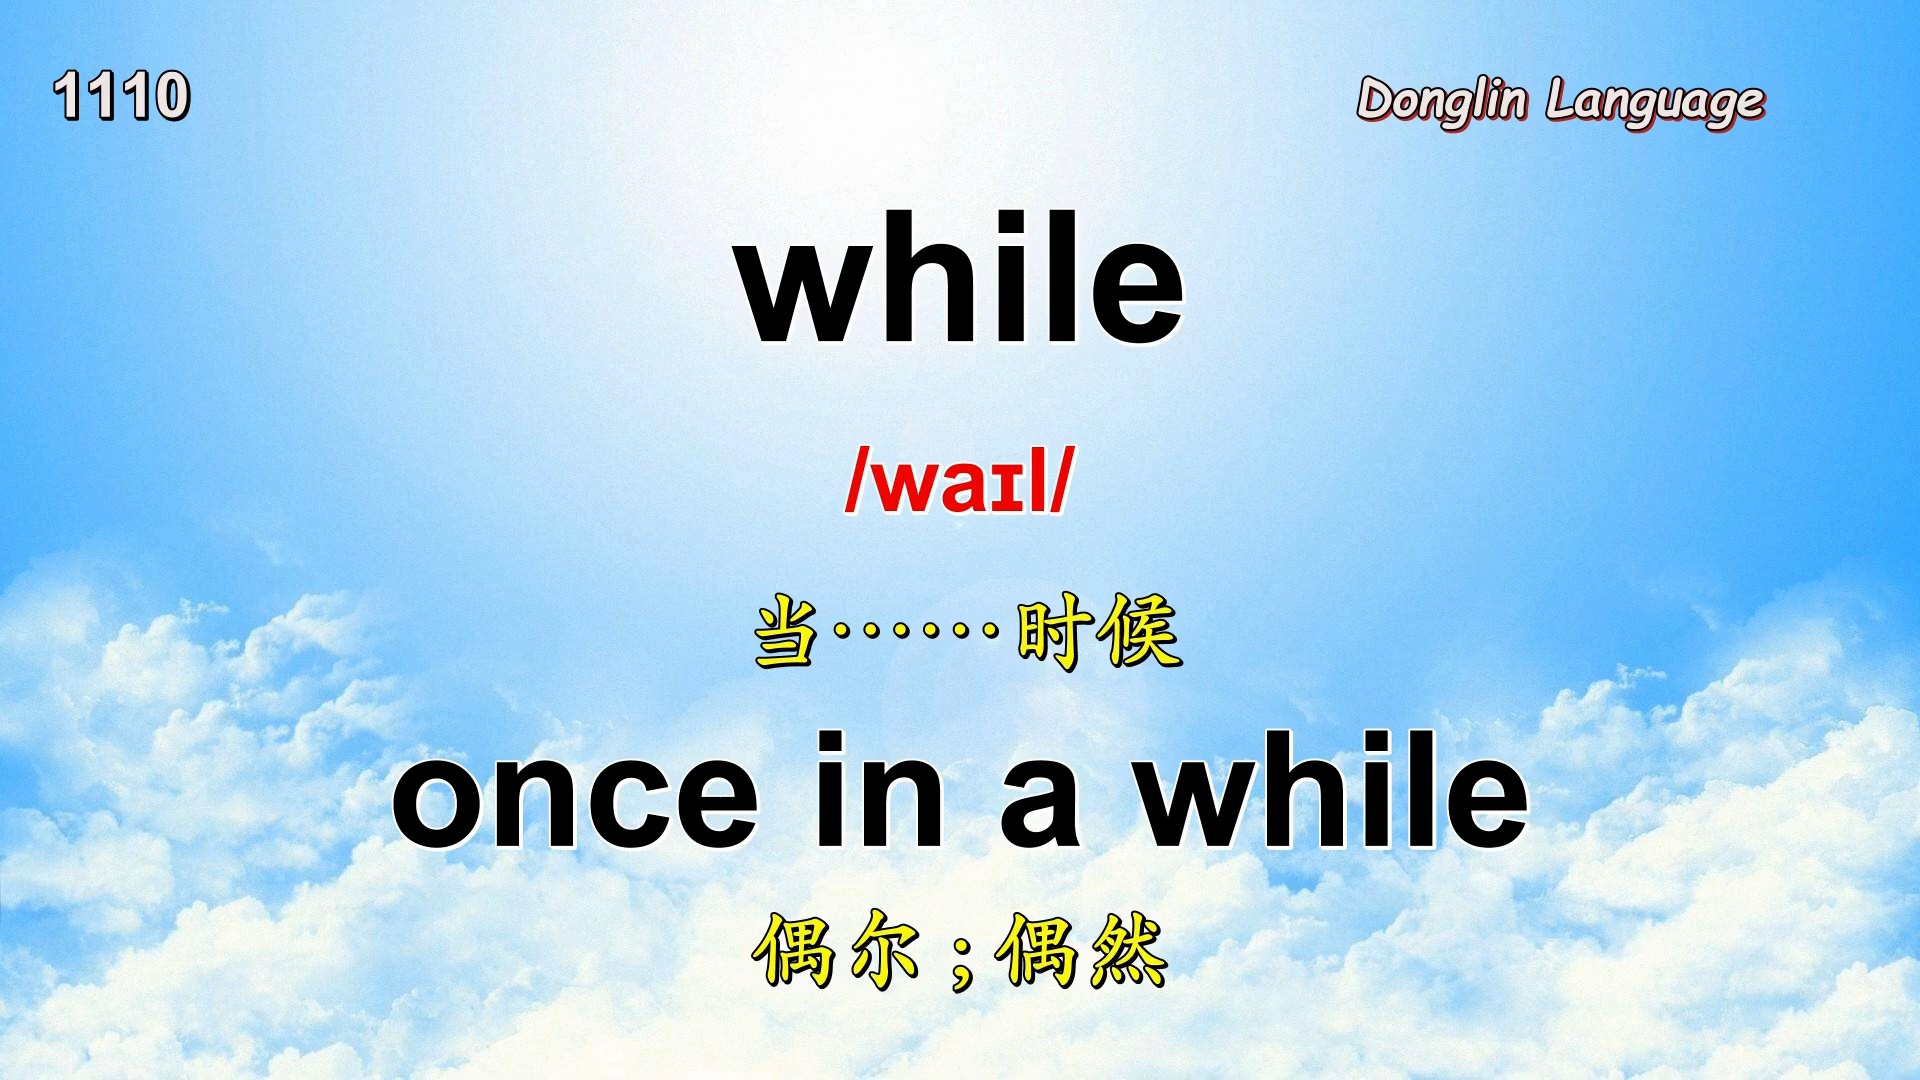 1110
Donglin Language
while
/waɪl/
当……时候
once in a while
偶尔；偶然